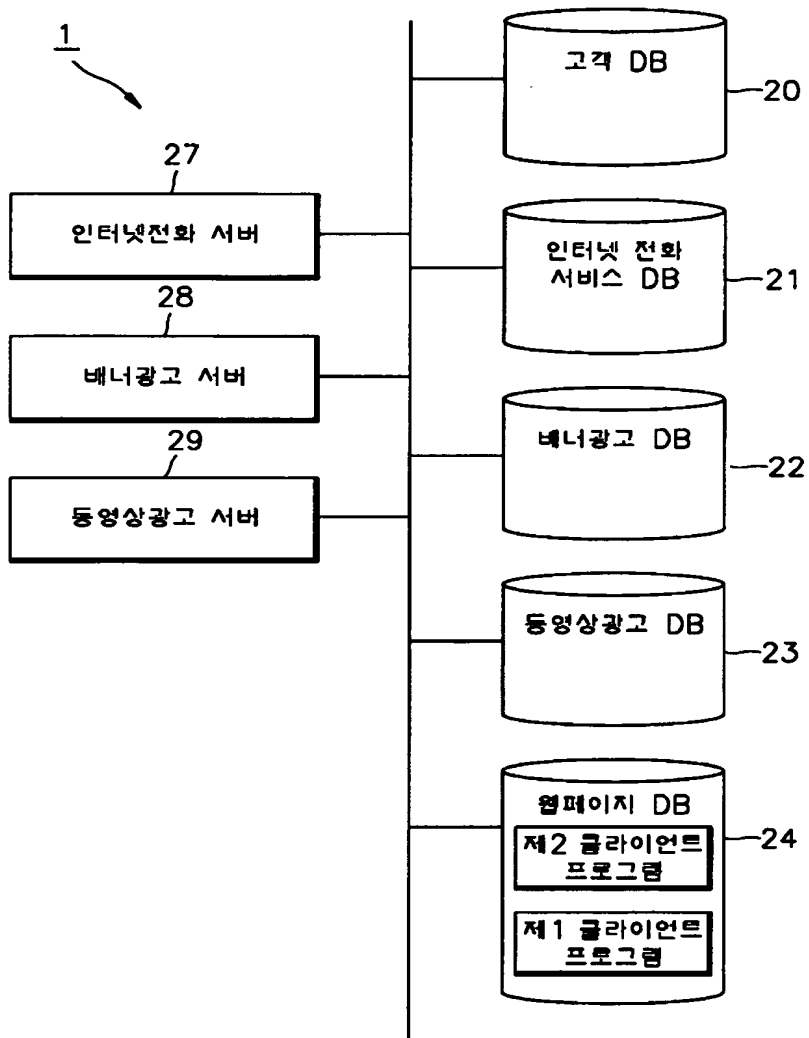 1
고객 DB
20
27
인터넷전화 서버
인터넷 전화
서비스 DB
21
28
배너광고 서버
배너광고 DB
22
29
동영상광고 서버
동영상광고 DB
23
웹페이지 DB
24
제2 클라이언트
프로그램
제1 클라이언트
프로그램